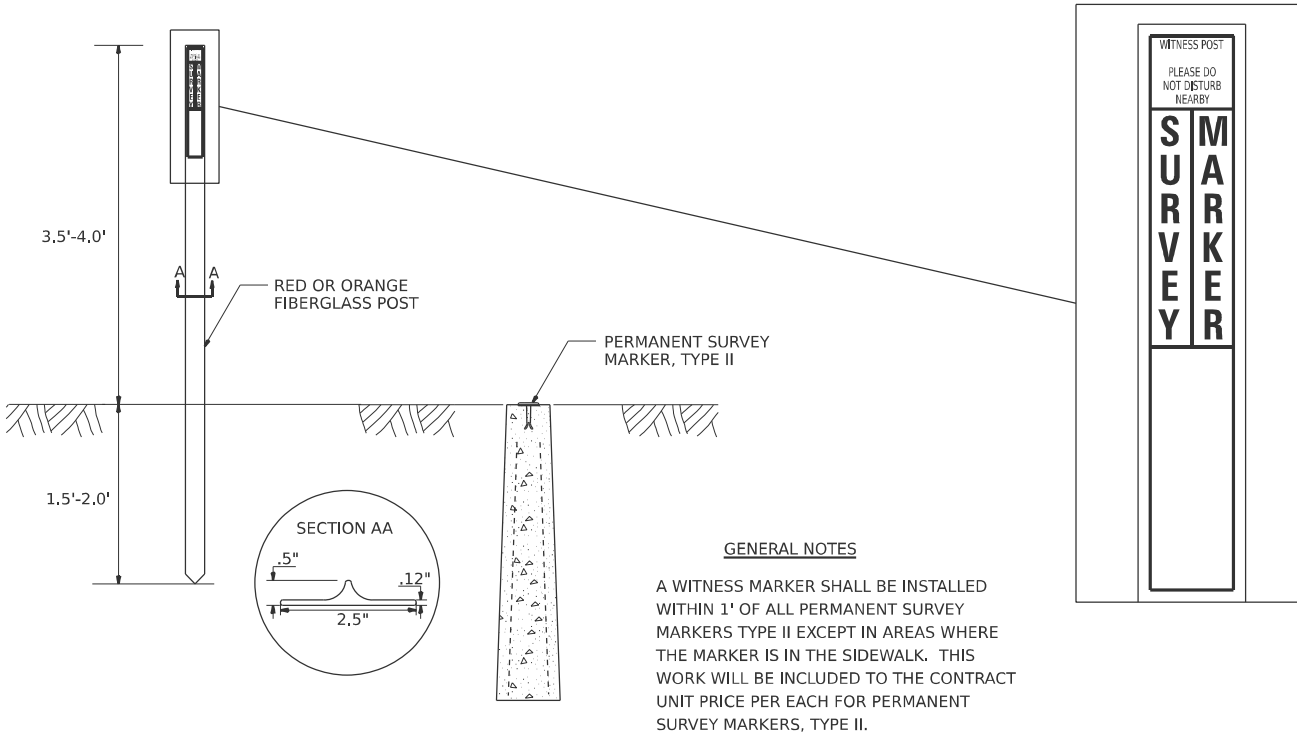 WITNESS POST
PLEASE DO
NOT DISTURB
NEARBY
SURVEY
MARKER
3.5'-4.0'
A A
RED OR ORANGE
FIBERGLASS POST
PERMANENT SURVEY
MARKER, TYPE II
1.5'-2.0'
SECTION AA
.5"
.12"
2.5"
GENERAL NOTES
A WITNESS MARKER SHALL BE INSTALLED
WITHIN 1' OF ALL PERMANENT SURVEY
MARKERS TYPE II EXCEPT IN AREAS WHERE
THE MARKER IS IN THE SIDEWALK. THIS
WORK WILL BE INCLUDED TO THE CONTRACT
UNIT PRICE PER EACH FOR PERMANENT
SURVEY MARKERS, TYPE II.